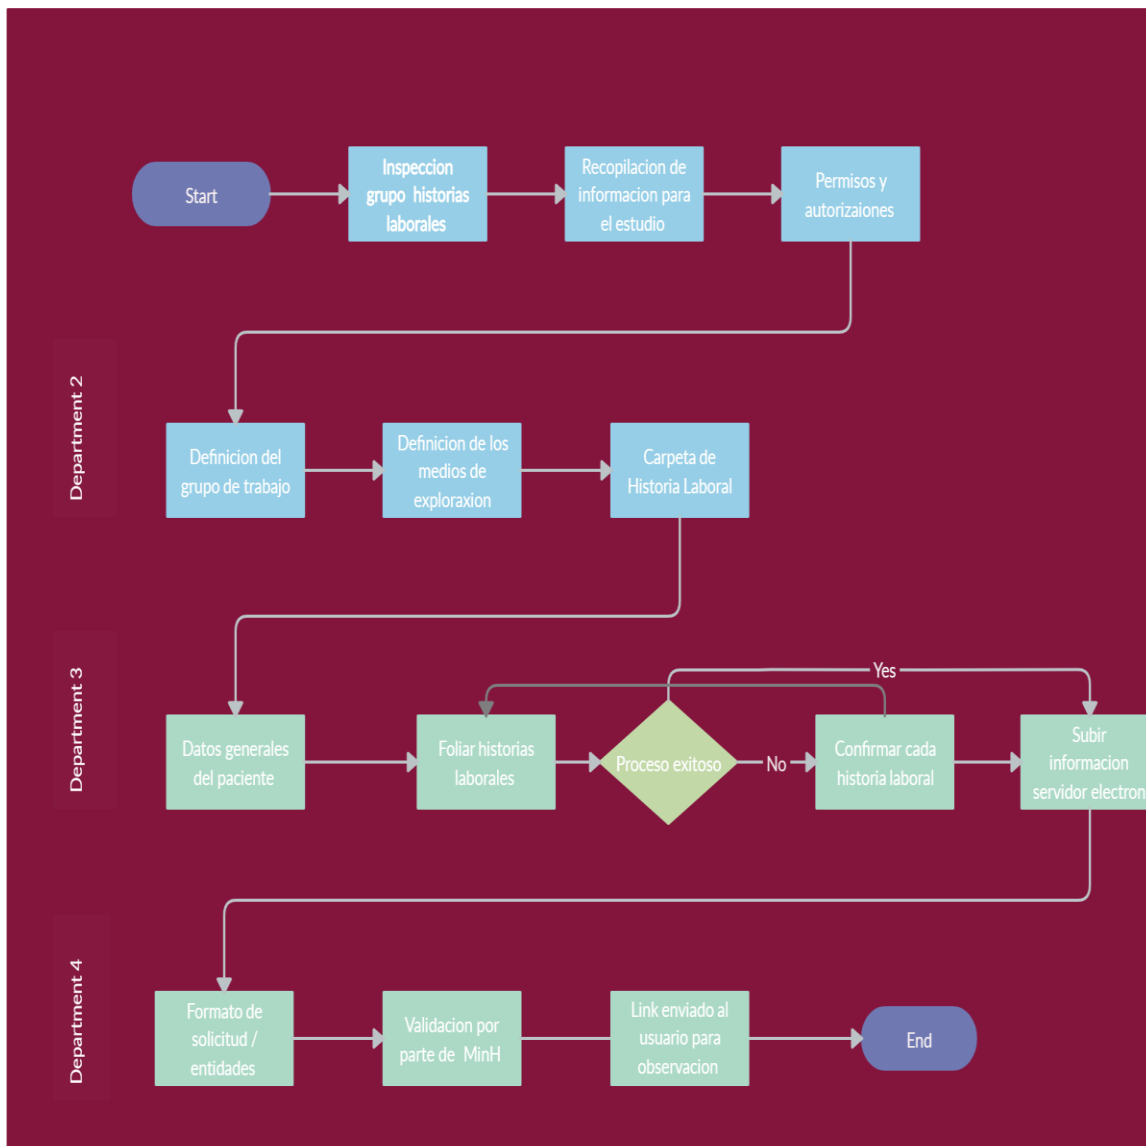 Start
Inspeccion
grupo historias
laborales
Recopilacion de
informacion para
el estudio
Permisos y
autorizaiones
Department 2
Definicion del
grupo de trabajo
Definicion de los
medios de
exploraxion
Carpeta de
Historia Laboral
Department 3
Datos generales
del paciente
Foliar historias
laborales
Proceso exitoso
Yes
No
Confirmar cada
historia laboral
Subir
informacion
servidor electron
Department 4
Formato de
solicitud /
entidades
Validacion por
parte de MinH
Link enviado al
usuario para
observacion
End